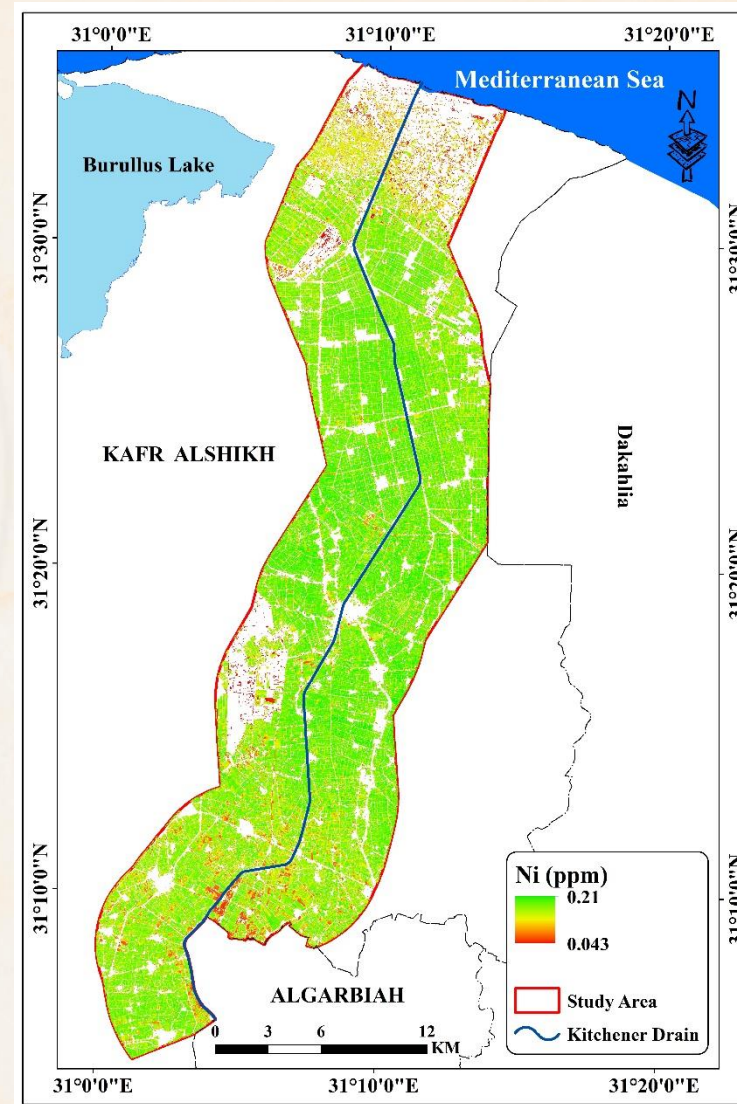 31°0'0"E
31°10'0"E
31°20'0"E
Mediterranean Sea
N
Burullus Lake
31°30'0"N
31°30'0"N
KAFR ALSHIKH
Dakahlia
31°20'0"N
31°20'0"N
31°10'0"N
31°10'0"N
Ni (ppm)
0.21
0.043
Study Area
Kitchener Drain
ALGARBIAH
0 3 6 12
KM
31°0'0"E
31°10'0"E
31°20'0"E